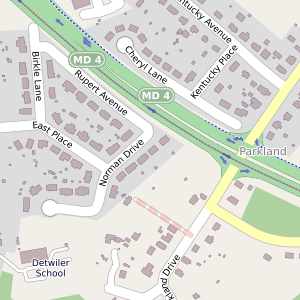 Kentucky Avenue
Cheryl Lane
Birkle Lane
MD 4
Kentucky Place
Rupert Avenue
MD 4
East Place
Norman Drive
Parkland
Detwiler
School
kland Drive